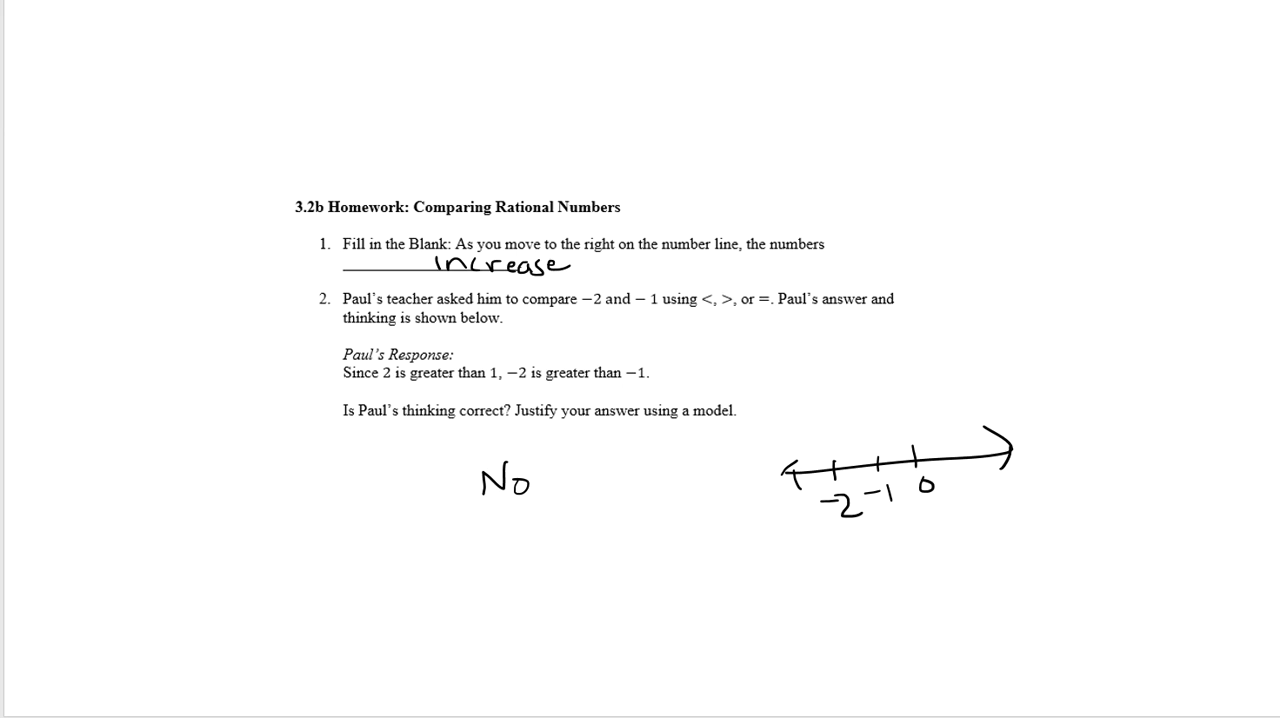 3.2b Homework: Comparing Rational Numbers
1. Fill in the Blank: As you move to the right on the number line, the numbers
increase
2. Paul's teacher asked him to compare −2 and − 1 using <, >, or =. Paul's answer and
thinking is shown below.
Paul's Response:
Since 2 is greater than 1, −2 is greater than −1.
Is Paul's thinking correct? Justify your answer using a model.
No
-2 -1 0